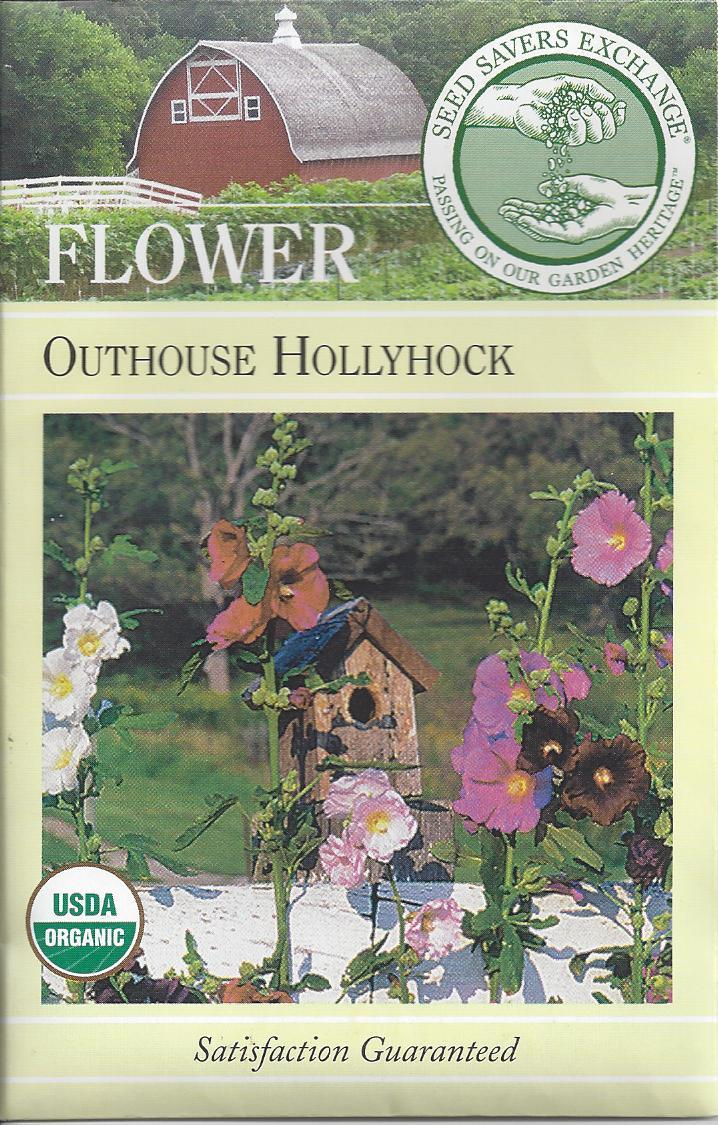 SEED SAVERS EXCHANGE®
PASSING ON OUR GARDEN HERITAGE™
FLOWER
OUTHOUSE HOLLYHOCK
USDA
ORGANIC
Satisfaction Guaranteed